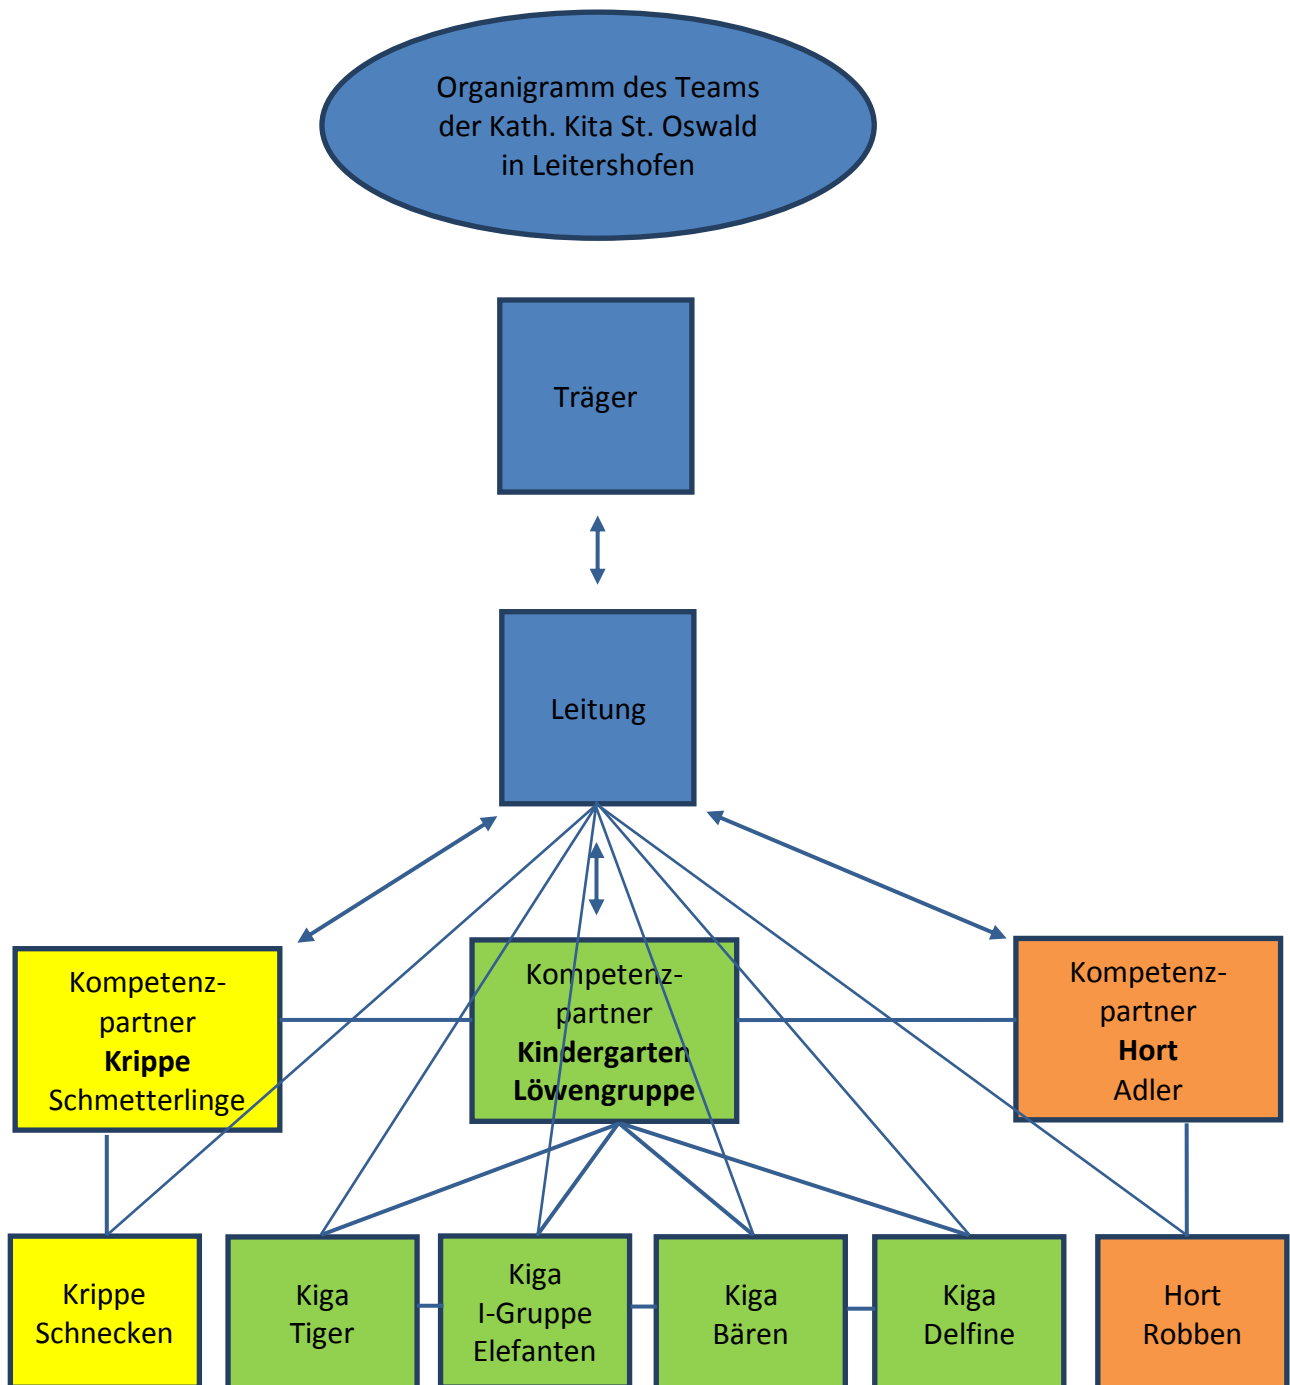 Organigramm des Teams
der Kath. Kita St. Oswald
in Leitershofen
Träger
Leitung
Kompetenz-
partner
Krippe
Schmetterlinge
Kompetenz-
partner
Kindergarten
Löwengruppe
Kompetenz-
partner
Hort
Adler
Krippe
Schnecken
Kiga
Tiger
Kiga
I-Gruppe
Elefanten
Kiga
Bären
Kiga
Delfine
Hort
Robben